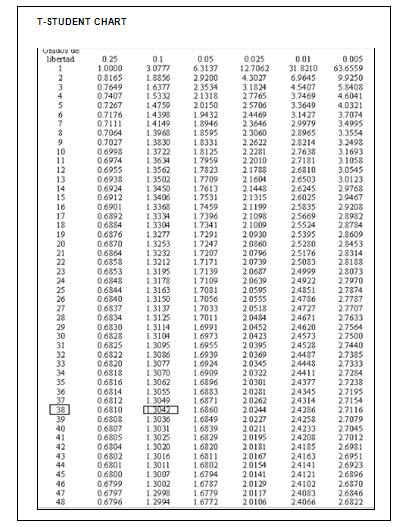 T-STUDENT CHART
Grados de
libertad 0.25 0.1 0.05 0.025 0.01 0.005
1 1.0000 3.0777 6.3137 12.7062 31.8210 63.6559
2 0.8165 1.8856 2.9200 4.3027 6.9645 9.9250
3 0.7649 1.6377 2.3534 3.1824 4.5407 5.8408
4 0.7407 1.5332 2.1318 2.7765 3.7469 4.6041
5 0.7267 1.4759 2.0150 2.5706 3.3649 4.0321
6 0.7176 1.4398 1.9432 2.4469 3.1427 3.7074
7 0.7111 1.4149 1.8946 2.3646 2.9979 3.4995
8 0.7064 1.3968 1.8595 2.3060 2.8965 3.3554
9 0.7027 1.3830 1.8331 2.2622 2.8214 3.2498
10 0.6998 1.3722 1.8125 2.2281 2.7638 3.1693
11 0.6974 1.3634 1.7959 2.2010 2.7181 3.1058
12 0.6955 1.3562 1.7823 2.1788 2.6810 3.0545
13 0.6938 1.3502 1.7709 2.1604 2.6503 3.0123
14 0.6924 1.3450 1.7613 2.1448 2.6245 2.9768
15 0.6912 1.3406 1.7531 2.1315 2.6025 2.9467
16 0.6901 1.3368 1.7459 2.1199 2.5835 2.9208
17 0.6892 1.3334 1.7396 2.1098 2.5669 2.8982
18 0.6884 1.3304 1.7341 2.1009 2.5524 2.8784
19 0.6876 1.3277 1.7291 2.0930 2.5395 2.8609
20 0.6870 1.3253 1.7247 2.0860 2.5280 2.8453
21 0.6864 1.3232 1.7207 2.0796 2.5176 2.8314
22 0.6858 1.3212 1.7171 2.0739 2.5083 2.8188
23 0.6853 1.3195 1.7139 2.0687 2.4999 2.8073
24 0.6848 1.3178 1.7109 2.0639 2.4922 2.7970
25 0.6844 1.3163 1.7081 2.0595 2.4851 2.7874
26 0.6840 1.3150 1.7056 2.0555 2.4786 2.7787
27 0.6837 1.3137 1.7033 2.0518 2.4727 2.7707
28 0.6834 1.3125 1.7011 2.0484 2.4671 2.7633
29 0.6830 1.3114 1.6991 2.0452 2.4620 2.7564
30 0.6828 1.3104 1.6973 2.0423 2.4573 2.7500
31 0.6825 1.3095 1.6955 2.0395 2.4528 2.7440
32 0.6822 1.3086 1.6939 2.0369 2.4487 2.7385
33 0.6820 1.3077 1.6924 2.0345 2.4448 2.7333
34 0.6818 1.3070 1.6909 2.0322 2.4411 2.7284
35 0.6816 1.3062 1.6896 2.0301 2.4377 2.7238
36 0.6814 1.3055 1.6883 2.0281 2.4345 2.7195
37 0.6812 1.3049 1.6871 2.0262 2.4314 2.7154
38 0.6810 1.3042 1.6860 2.0244 2.4286 2.7116
39 0.6808 1.3036 1.6849 2.0227 2.4258 2.7079
40 0.6807 1.3031 1.6839 2.0211 2.4233 2.7045
41 0.6805 1.3025 1.6829 2.0195 2.4208 2.7012
42 0.6804 1.3020 1.6820 2.0181 2.4185 2.6981
43 0.6802 1.3016 1.6811 2.0167 2.4163 2.6951
44 0.6801 1.3011 1.6802 2.0154 2.4141 2.6923
45 0.6800 1.3007 1.6794 2.0141 2.4121 2.6896
46 0.6799 1.3002 1.6787 2.0129 2.4102 2.6870
47 0.6797 1.2998 1.6779 2.0117 2.4083 2.6846
48 0.6796 1.2994 1.6772 2.0106 2.4066 2.6822